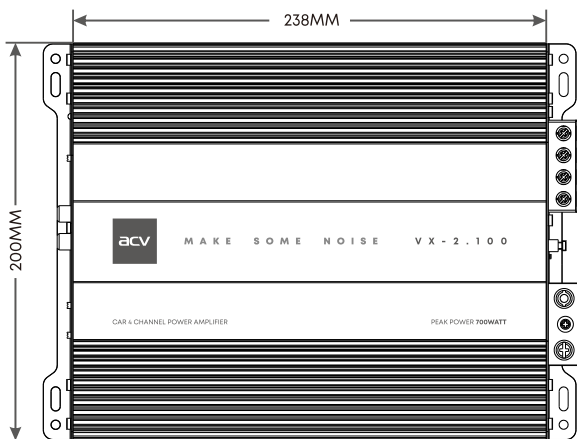 238MM
200MM
acv MAKE SOME NOISE VX-2.100
CAR 4 CHANNEL POWER AMPLIFIER PEAK POWER 700WATT